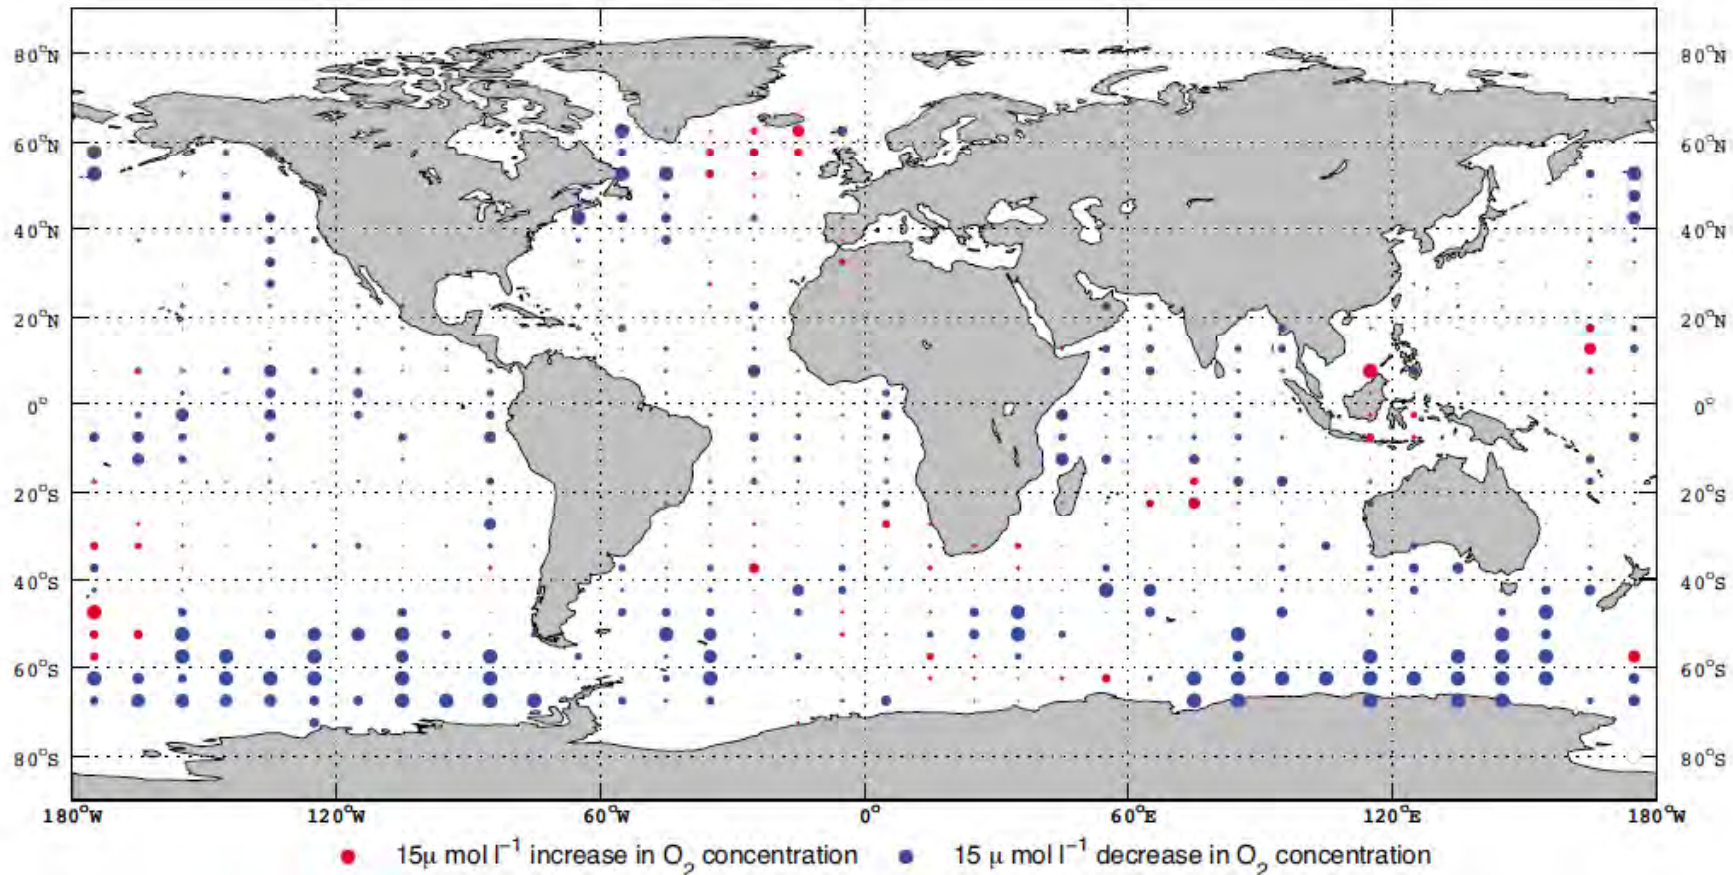 80°N 80°N
60°N 60°N
40°N 40°N
20°N 20°N
0° 0°
20°S 20°S
40°S 40°S
60°S 60°S
80°S 80°S
180°W 120°W 60°W 0° 60°E 120°E 180°W
15μ mol l⁻¹ increase in O₂ concentration 15 μ mol l⁻¹ decrease in O₂ concentration